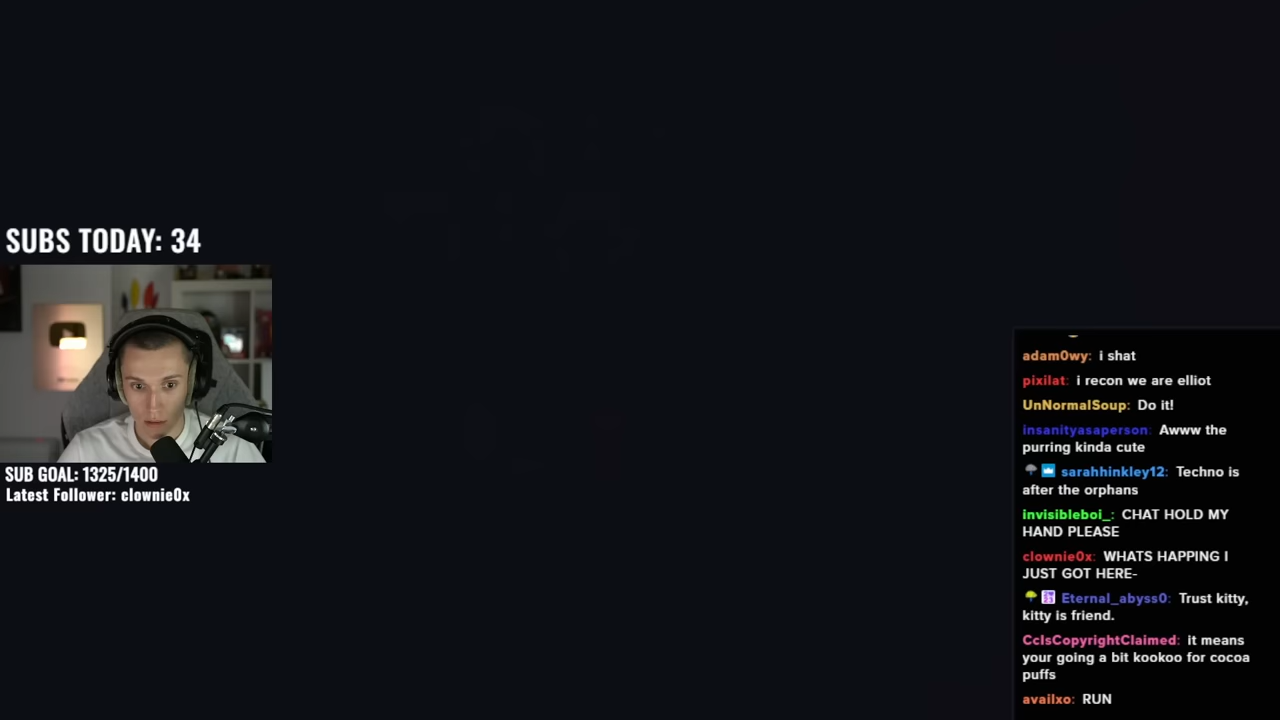 SUBS TODAY: 34
SUB GOAL: 1325/1400
Latest Follower: clownie0x
adam0wy: i shat
pixilat: i recon we are elliot
UnNormalSoup: Do it!
insanityasaperson: Awww the
purring kinda cute
sarahhinkley12: Techno is
after the orphans
invisibleboi_: CHAT HOLD MY
HAND PLEASE
clownie0x: WHATS HAPPING I
JUST GOT HERE-
Eternal_abyss0: Trust kitty,
kitty is friend.
CcIsCopyrightClaimed: it means
your going a bit kookoo for cocoa
puffs
availxo: RUN